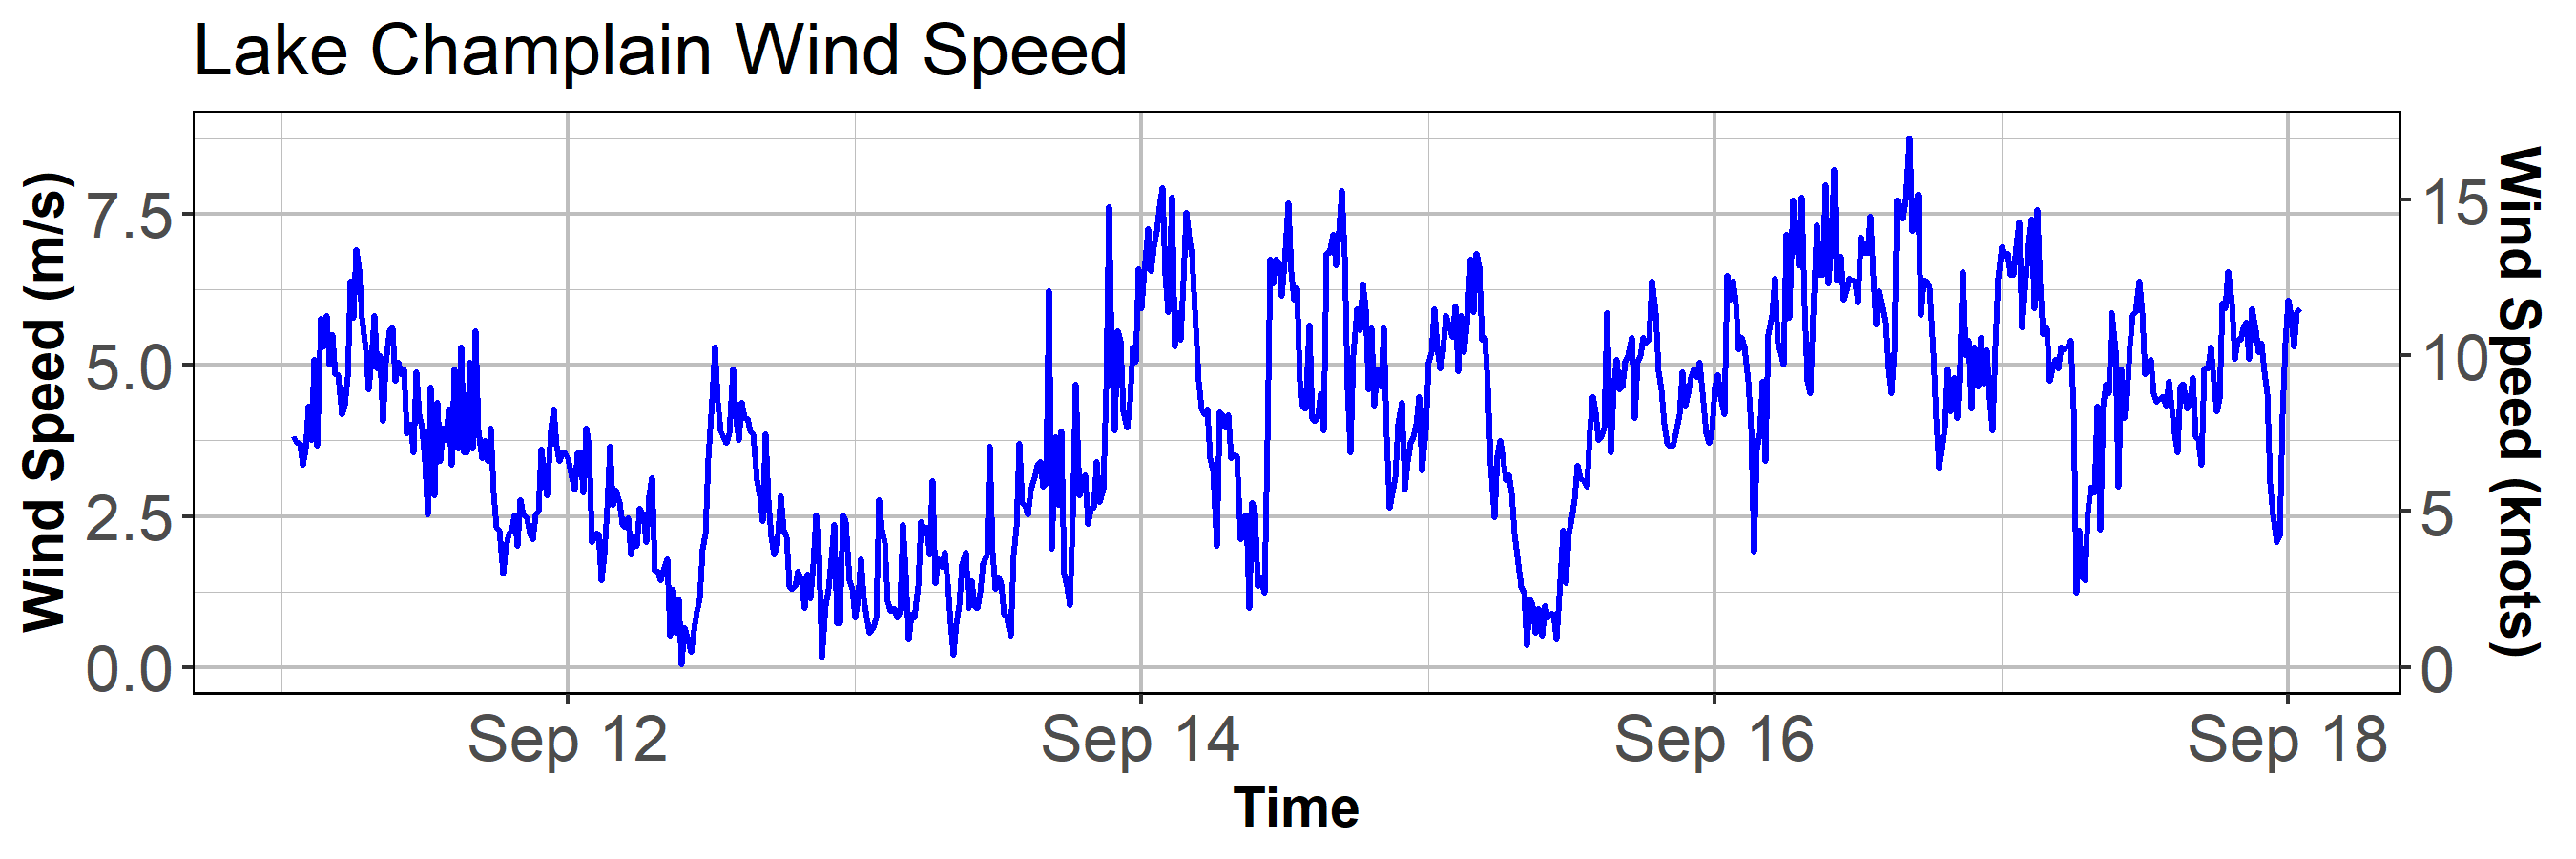 Lake Champlain Wind Speed
Wind Speed (m/s)
7.5
5.0
2.5
0.0
15
10
5
0
Wind Speed (knots)
Sep 12
Sep 14
Sep 16
Sep 18
Time